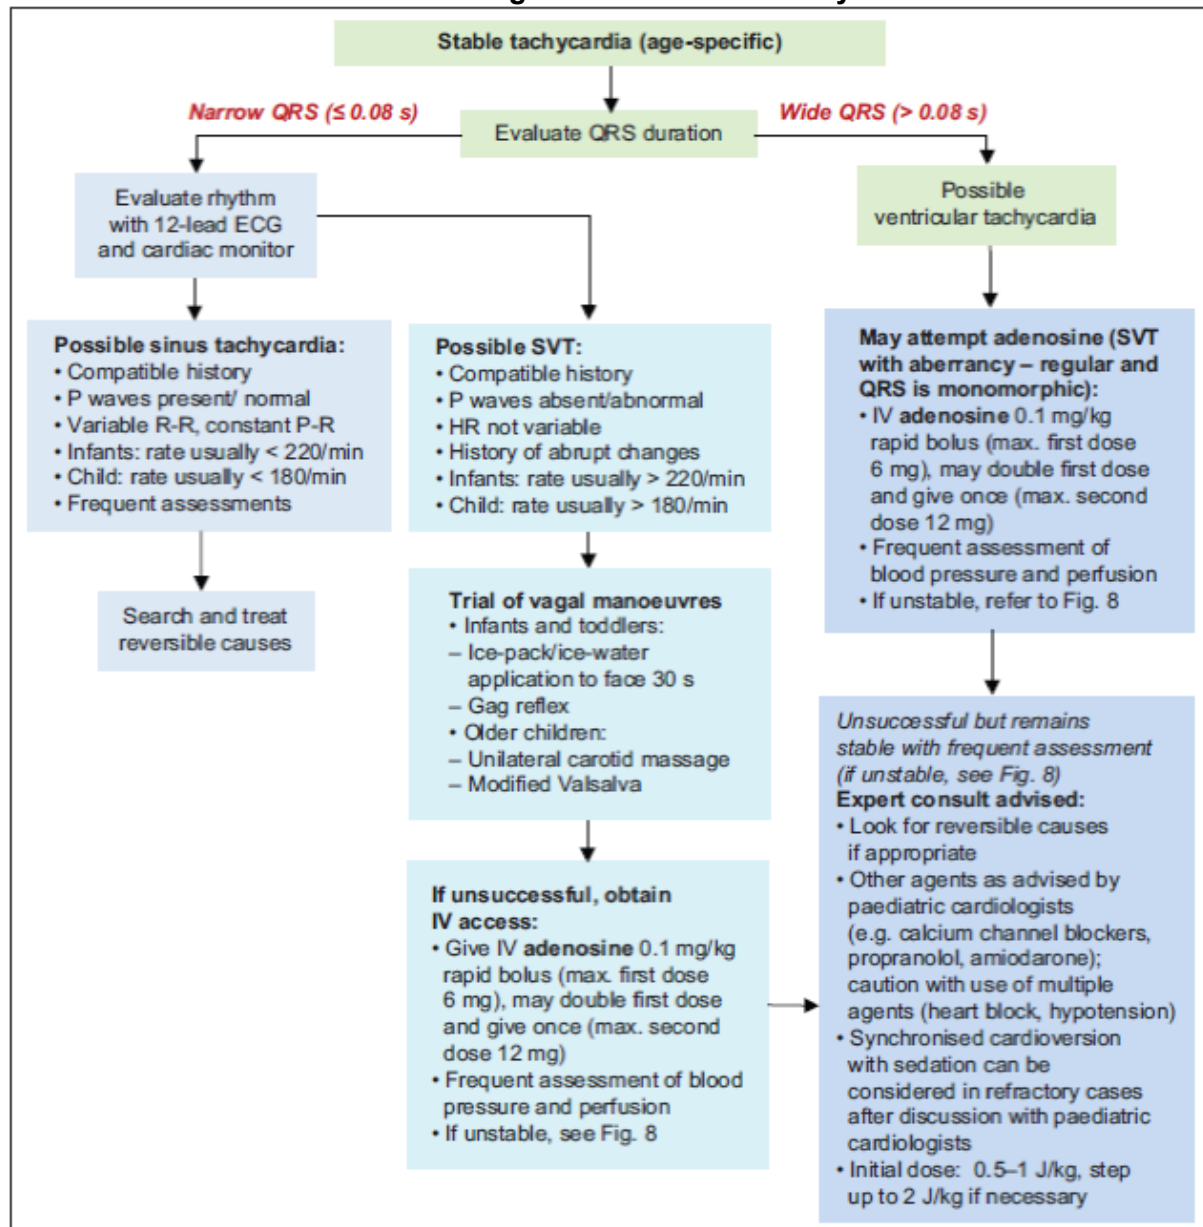 Stable tachycardia (age-specific)
Narrow QRS (≤ 0.08 s)
Wide QRS (> 0.08 s)
Evaluate QRS duration
Evaluate rhythm
with 12-lead ECG
and cardiac monitor
Possible
ventricular tachycardia
Possible sinus tachycardia:
• Compatible history
• P waves present/ normal
• Variable R-R, constant P-R
• Infants: rate usually < 220/min
• Child: rate usually < 180/min
• Frequent assessments
Search and treat
reversible causes
Possible SVT:
• Compatible history
• P waves absent/abnormal
• HR not variable
• History of abrupt changes
• Infants: rate usually > 220/min
• Child: rate usually > 180/min
Trial of vagal manoeuvres
• Infants and toddlers:
– Ice-pack/ice-water
application to face 30 s
– Gag reflex
• Older children:
– Unilateral carotid massage
– Modified Valsalva
If unsuccessful, obtain
IV access:
• Give IV adenosine 0.1 mg/kg
rapid bolus (max. first dose
6 mg), may double first dose
and give once (max. second
dose 12 mg)
• Frequent assessment of blood
pressure and perfusion
• If unstable, see Fig. 8
May attempt adenosine (SVT
with aberrancy – regular and
QRS is monomorphic):
• IV adenosine 0.1 mg/kg
rapid bolus (max. first dose
6 mg), may double first dose
and give once (max. second
dose 12 mg)
• Frequent assessment of
blood pressure and perfusion
• If unstable, refer to Fig. 8
Unsuccessful but remains
stable with frequent assessment
(if unstable, see Fig. 8)
Expert consult advised:
• Look for reversible causes
if appropriate
• Other agents as advised by
paediatric cardiologists
(e.g. calcium channel blockers,
propranolol, amiodarone);
caution with use of multiple
agents (heart block, hypotension)
• Synchronised cardioversion
with sedation can be
considered in refractory cases
after discussion with paediatric
cardiologists
• Initial dose: 0.5–1 J/kg, step
up to 2 J/kg if necessary